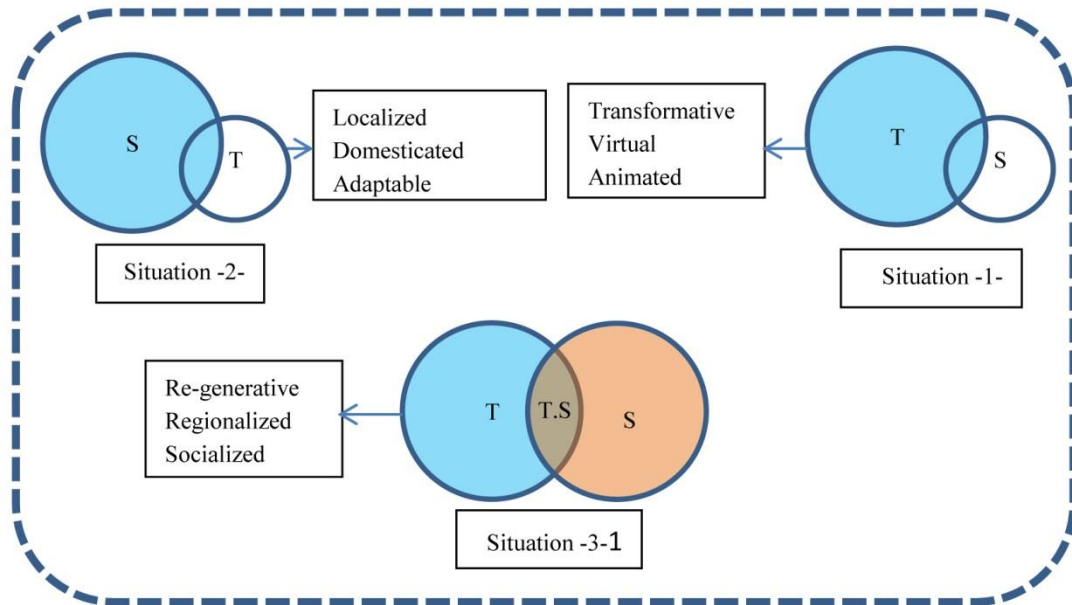 S
T
Localized
Domesticated
Adaptable
Situation -2-
Transformative
Virtual
Animated
T
S
Situation -1-
Re-generative
Regionalized
Socialized
T
T.S
S
Situation -3-1